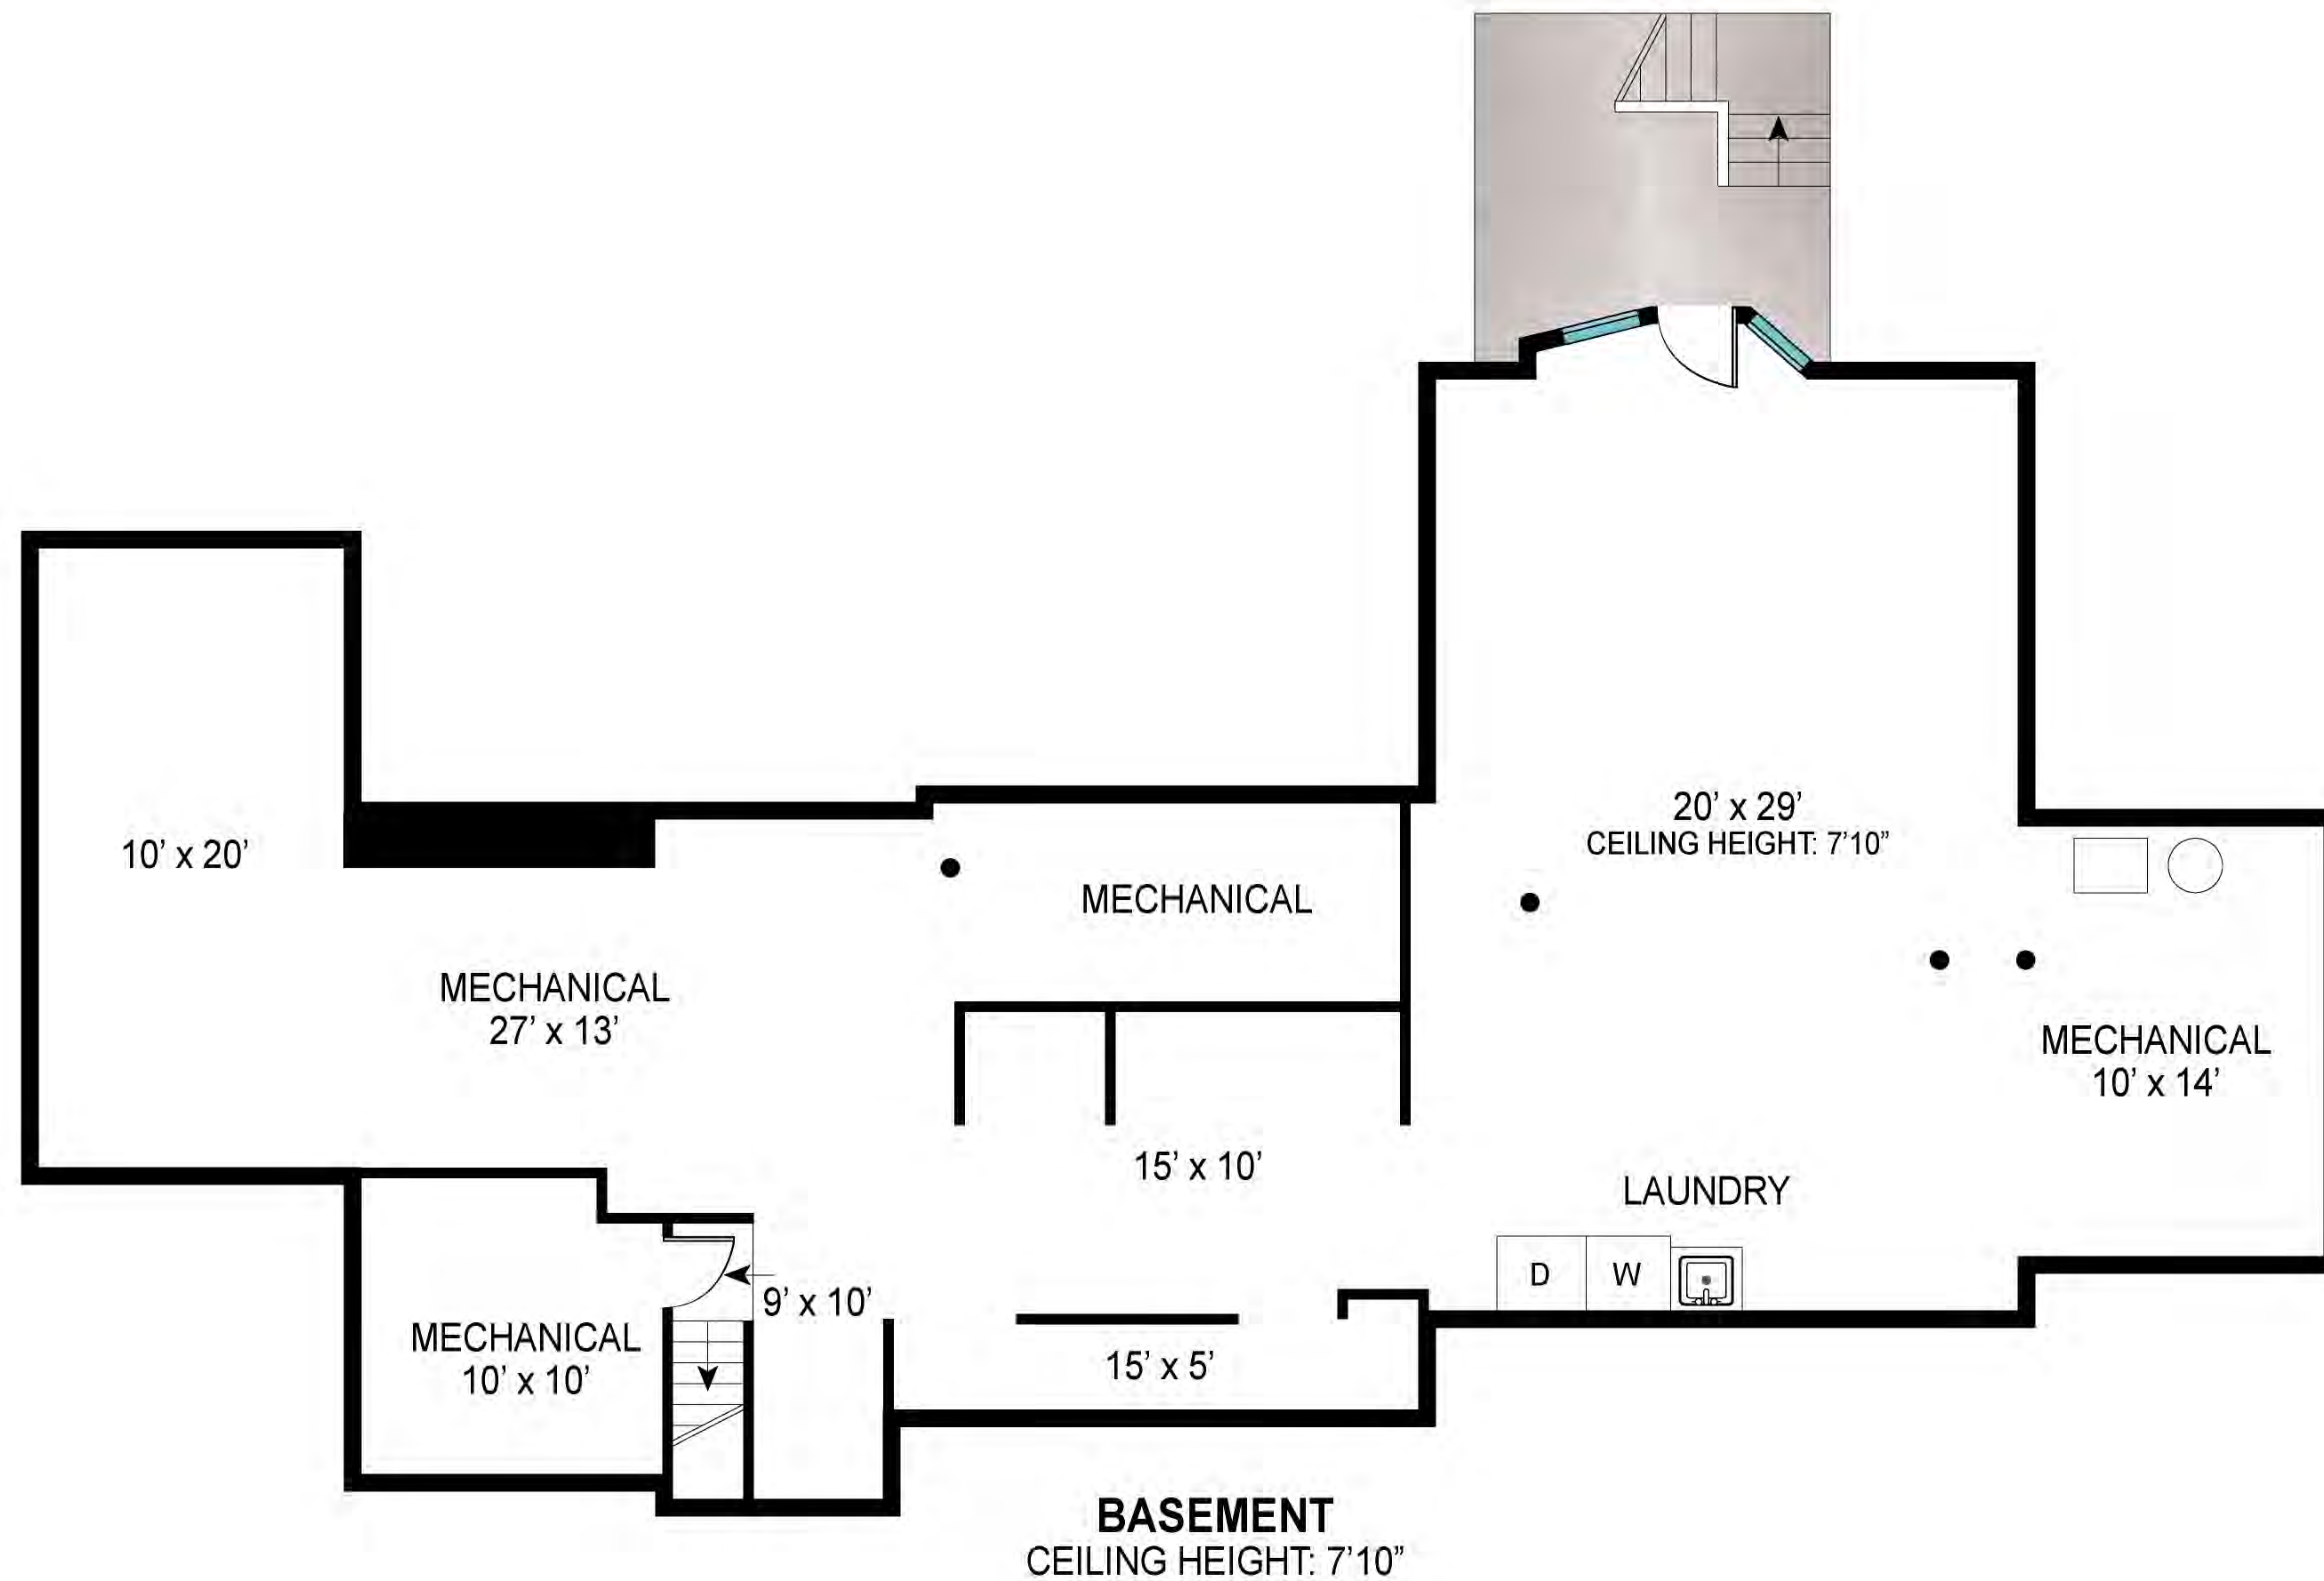 20’ x 29’
CEILING HEIGHT: 7’10”
10’ x 20’
MECHANICAL
MECHANICAL
27’ x 13’
MECHANICAL
10’ x 14’
15’ x 10’
LAUNDRY
D
W
9’ x 10’
MECHANICAL
10’ x 10’
15’ x 5’
BASEMENT
CEILING HEIGHT: 7’10”